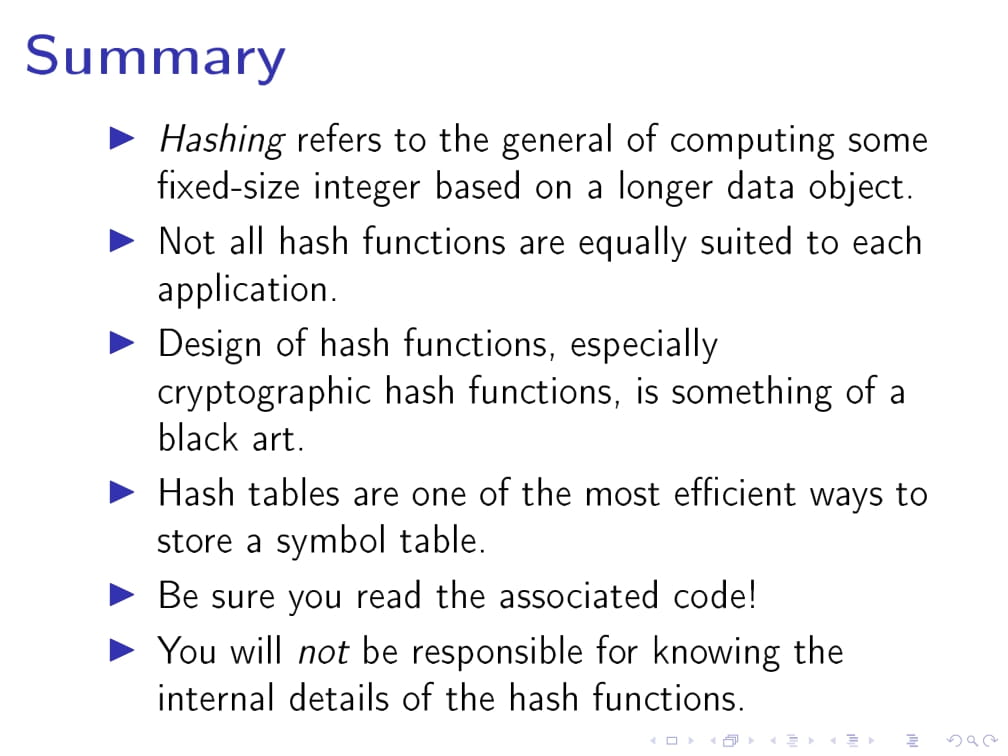 Summary
Hashing refers to the general of computing some
fixed-size integer based on a longer data object.
Not all hash functions are equally suited to each
application.
Design of hash functions, especially
cryptographic hash functions, is something of a
black art.
Hash tables are one of the most efficient ways to
store a symbol table.
Be sure you read the associated code!
You will not be responsible for knowing the
internal details of the hash functions.